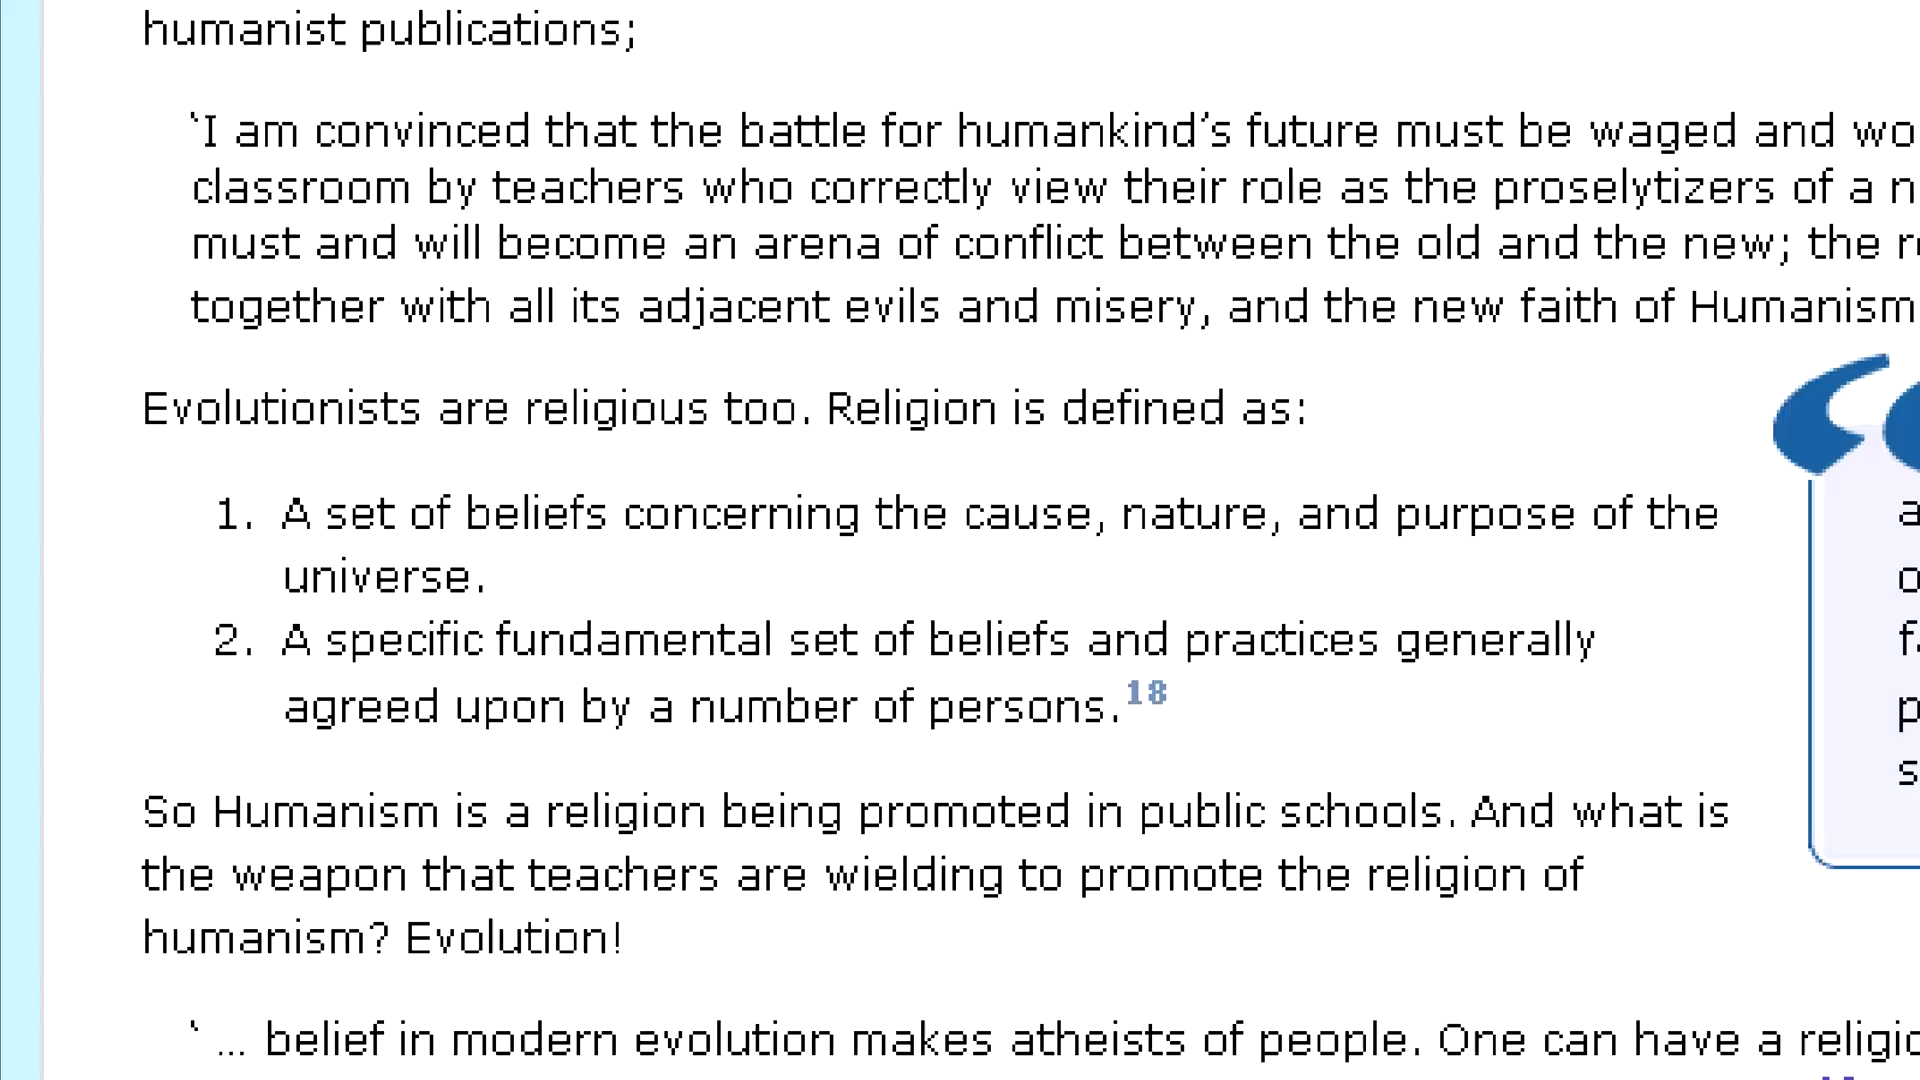 humanist publications;
‘I am convinced that the battle for humankind’s future must be waged and
classroom by teachers who correctly view their role as the proselytizers of a
must and will become an arena of conflict between the old and the new; the
together with all its adjacent evils and misery, and the new faith of Humanism
Evolutionists are religious too. Religion is defined as:
1. A set of beliefs concerning the cause, nature, and purpose of the
universe.
2. A specific fundamental set of beliefs and practices generally
agreed upon by a number of persons.18
So Humanism is a religion being promoted in public schools. And what is
the weapon that teachers are wielding to promote the religion of
humanism? Evolution!
‘ … belief in modern evolution makes atheists of people. One can have a